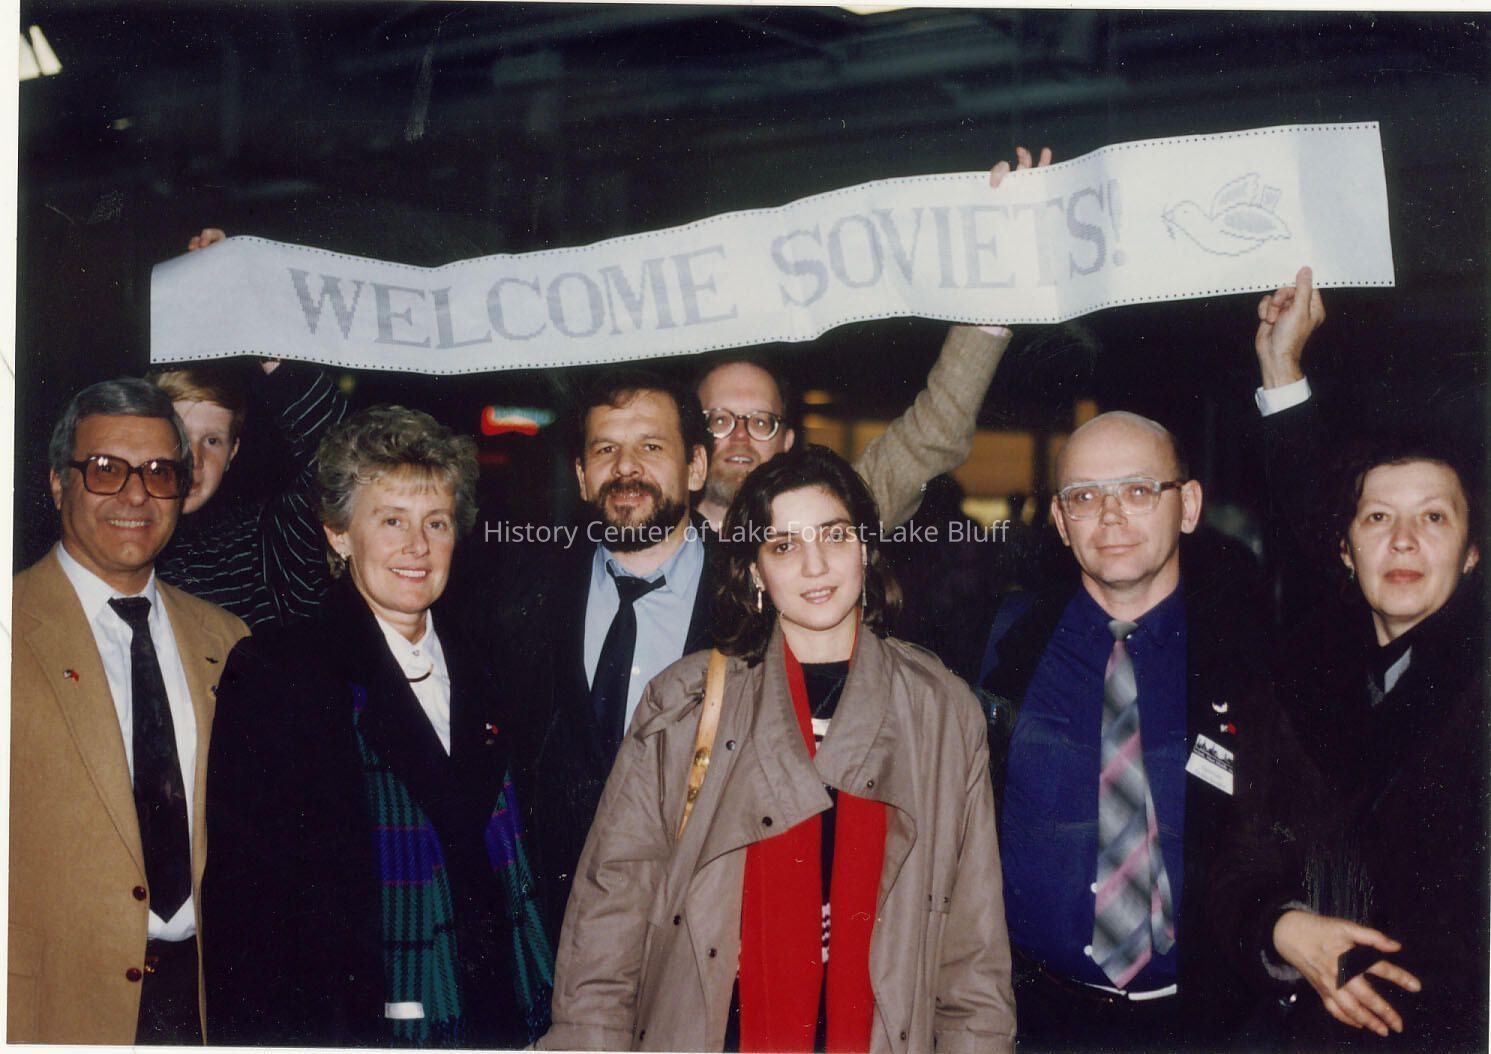 WELCOME SOVIETS!
History Center of Lake Forest-Lake Bluff